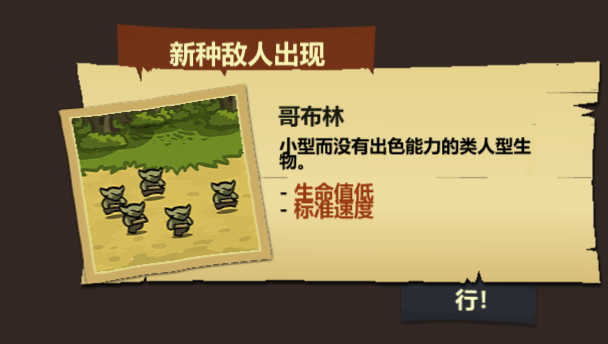 新种敌人出现
哥布林
小型而没有出色能力的类人型生
物。
- 生命值低
- 标准速度
行!